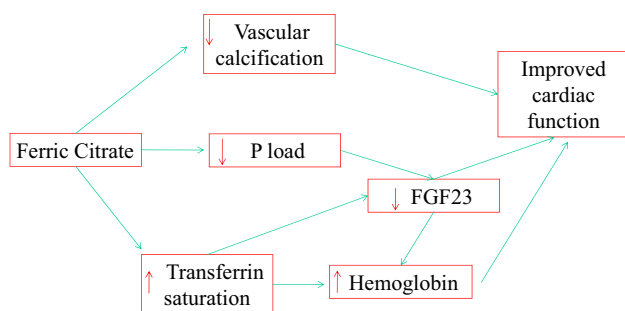 ↓ Vascular
calcification
Improved
cardiac
function
Ferric Citrate
↓ P load
↓ FGF23
↑ Transferrin
saturation
↑ Hemoglobin